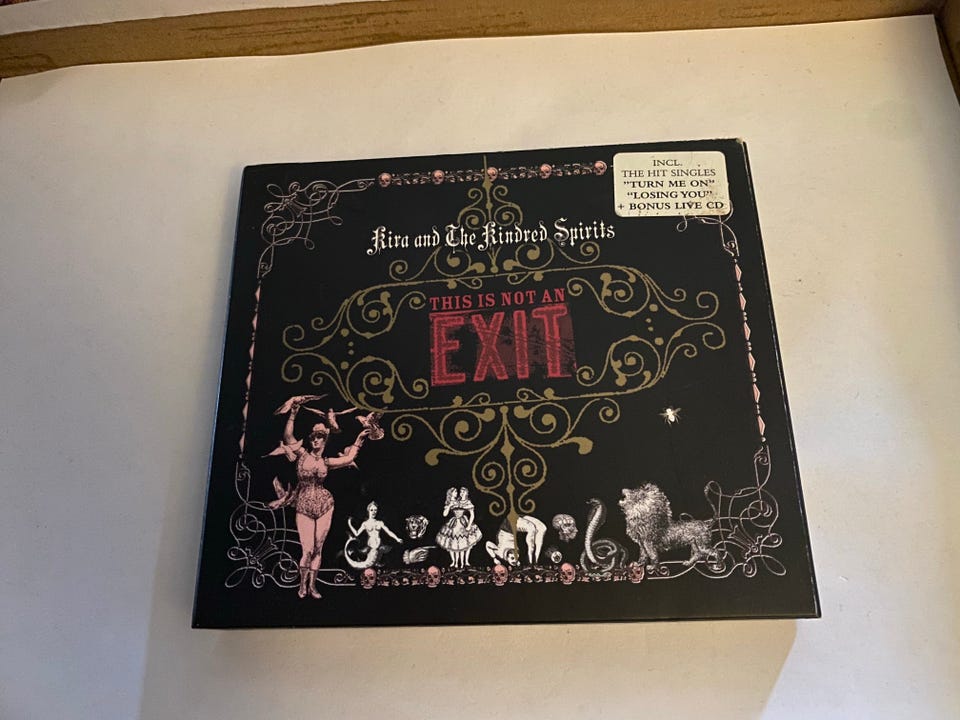 INCL.
THE HIT SINGLES
"TURN ME ON"
"LOSING YOU"
+ BONUS LIVE CD
Kira and The Kindred Spirits
THIS IS NOT AN
EXIT